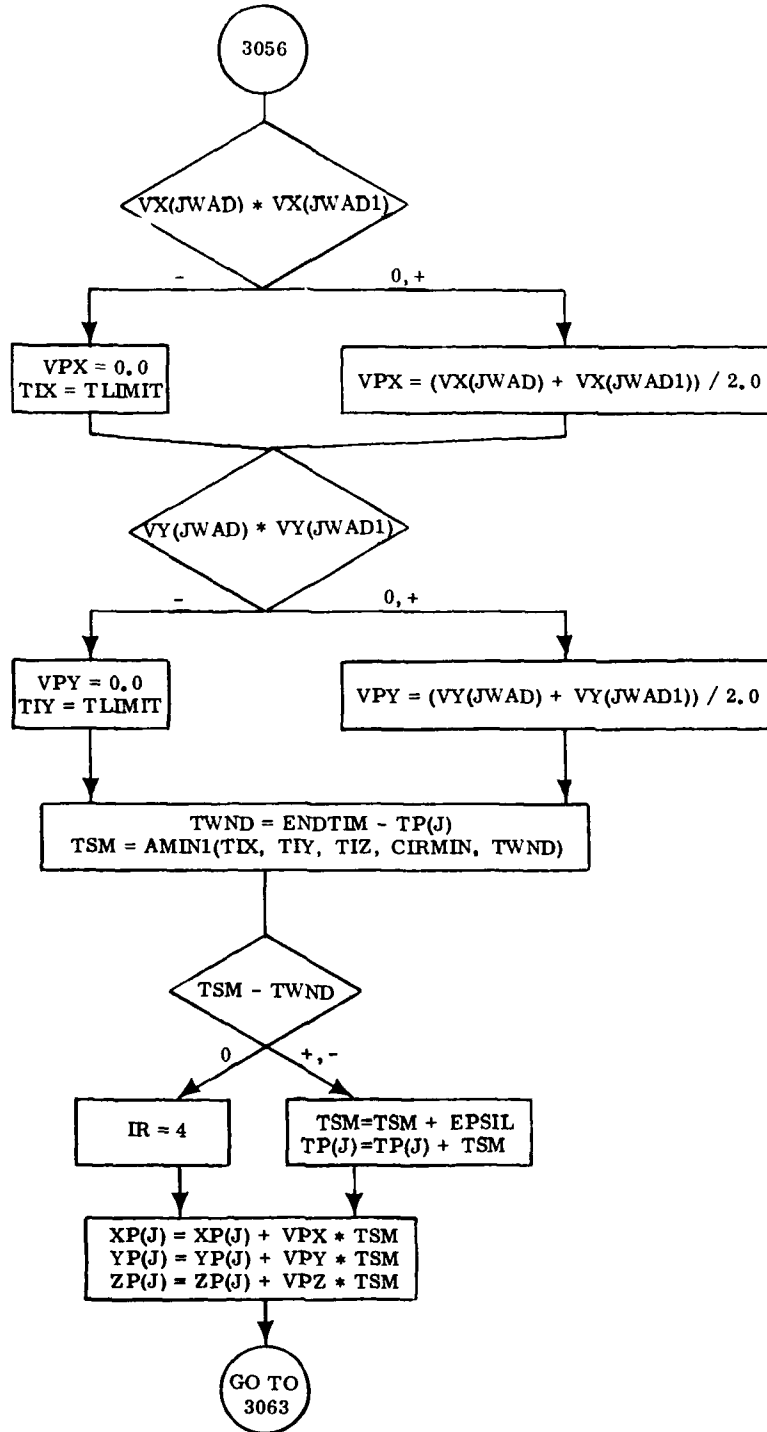 3056
VX(JWAD) * VX(JWAD1)
-
0, +
VPX = 0.0
TIX = TLIMIT
VPX = (VX(JWAD) + VX(JWAD1)) / 2.0
VY(JWAD) * VY(JWAD1)
-
0, +
VPY = 0.0
TIY = TLIMIT
VPY = (VY(JWAD) + VY(JWAD1)) / 2.0
TWND = ENDTIM - TP(J)
TSM = AMIN1(TIX, TIY, TIZ, CIRMIN, TWND)
TSM - TWND
0
+, -
IR = 4
TSM=TSM + EPSIL
TP(J)=TP(J) + TSM
XP(J) = XP(J) + VPX * TSM
YP(J) = YP(J) + VPY * TSM
ZP(J) = ZP(J) + VPZ * TSM
GO TO
3063